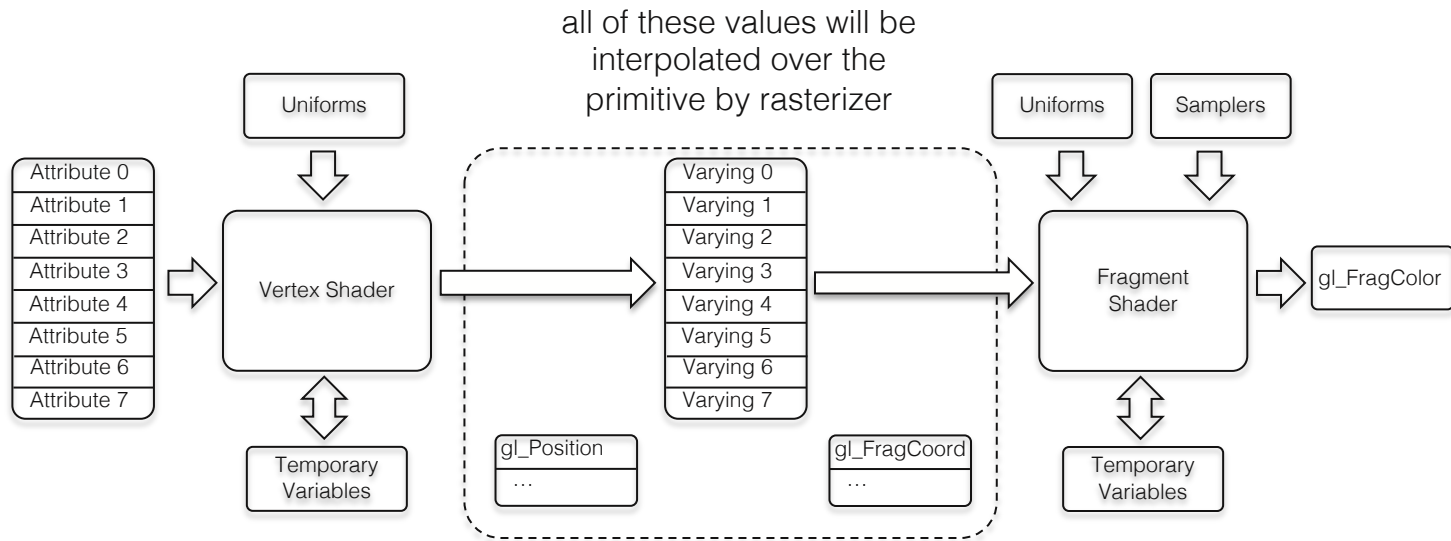 all of these values will be
interpolated over the
primitive by rasterizer
Uniforms
Uniforms
Samplers
Attribute 0
Attribute 1
Attribute 2
Attribute 3
Attribute 4
Attribute 5
Attribute 6
Attribute 7
Vertex Shader
Temporary
Variables
Varying 0
Varying 1
Varying 2
Varying 3
Varying 4
Varying 5
Varying 6
Varying 7
gl_Position
...
gl_FragCoord
...
Fragment
Shader
Temporary
Variables
gl_FragColor